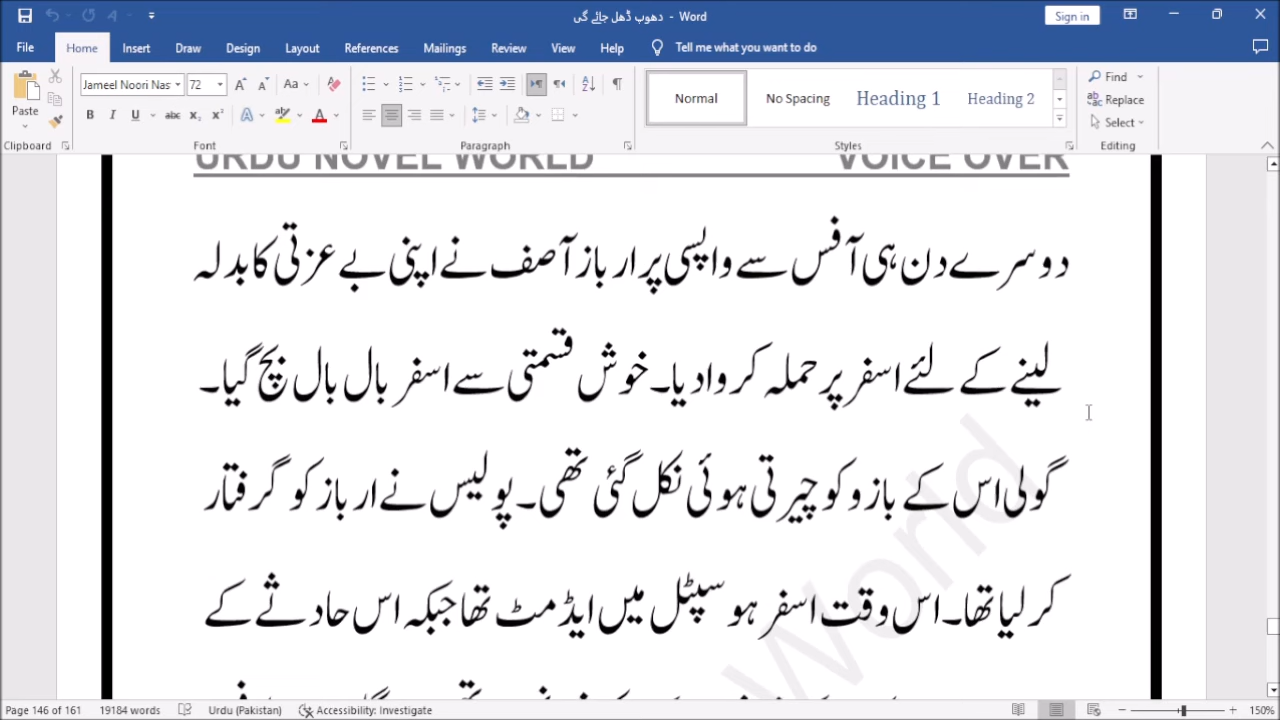 دھوپ ڈھل جائے گی - Word
Sign in
File Home Insert Draw Design Layout References Mailings Review View Help Tell me what you want to do
Paste
Clipboard
Jameel Noori Nas 72
Font
Paragraph
Normal
No Spacing
Heading 1
Heading 2
Styles
Find
Replace
Select
Editing
URDU NOVEL WORLD VOICE OVER
دوسرے دن ہی آفس سے واپسی پر ارباز آصف نے اپنی بے عزتی کا بدلہ
لینے کے لئے اسفر پر حملہ کروا دیا۔ خوش قسمتی سے اسفر بال بال بچ گیا۔
گولی اس کے بازو کو چیرتی ہوئی نکل گئی تھی۔ پولیس نے ارباز کو گرفتار
کر لیا تھا۔ اس وقت اسفر ہوسپٹل میں ایڈمٹ تھا جبکہ اس حادثے کے
World
Page 146 of 161 19184 words Urdu (Pakistan) Accessibility: Investigate 150%